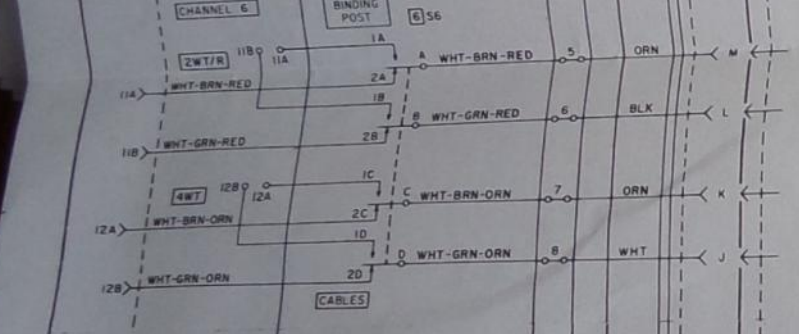 CHANNEL 6
BINDING
POST
6 S6
2WT/R
11B
11A
1A
A
WHT-BRN-RED
5
ORN
M
11A
WHT-BRN-RED
2A
1B
B
WHT-GRN-RED
6
BLK
L
11B
WHT-GRN-RED
2B
4WT
12B
12A
1C
C
WHT-BRN-ORN
7
ORN
K
12A
WHT-BRN-ORN
2C
1D
D
WHT-GRN-ORN
8
WHT
J
12B
WHT-GRN-ORN
2D
CABLES